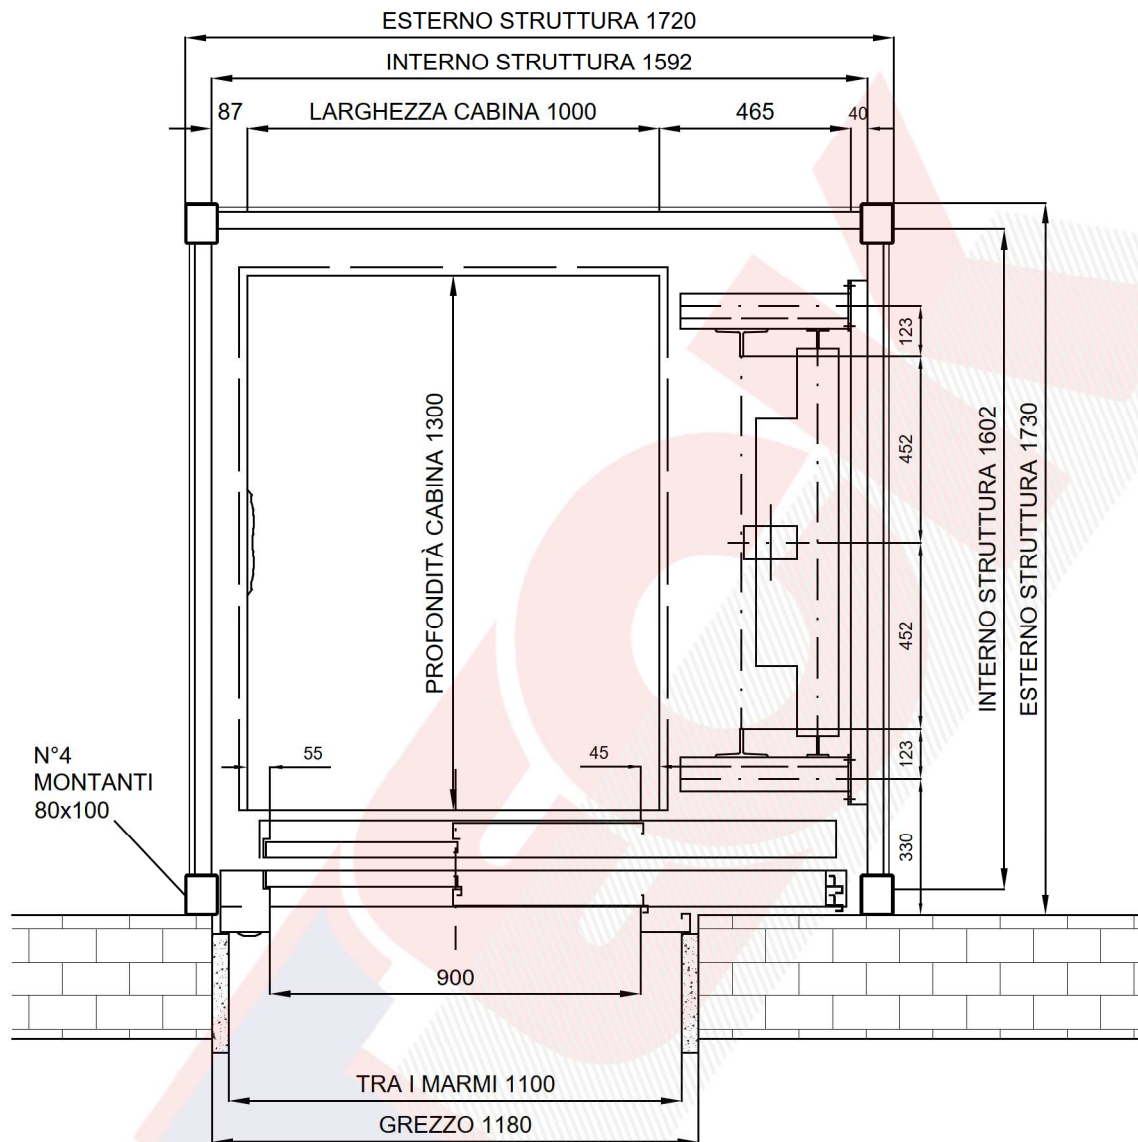 ESTERNO STRUTTURA 1720
INTERNO STRUTTURA 1592
87
LARGHEZZA CABINA 1000
465
40
123
452
452
123
330
PROFONDITÀ CABINA 1300
INTERNO STRUTTURA 1602
ESTERNO STRUTTURA 1730
55
45
N°4
MONTANTI
80x100
900
TRA I MARMI 1100
GREZZO 1180